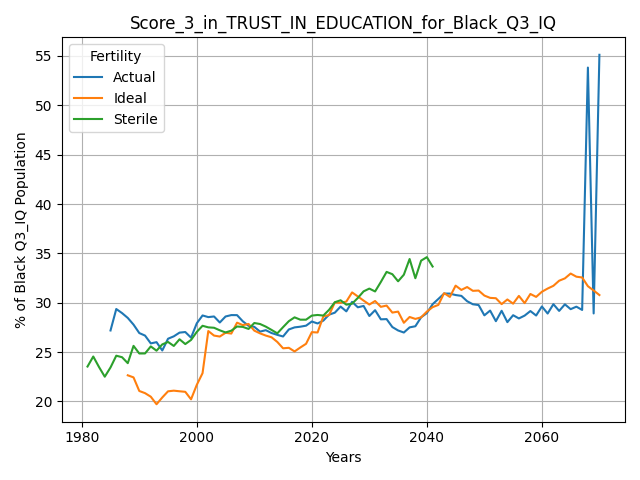 Score_3_in_TRUST_IN_EDUCATION_for_Black_Q3_IQ
Fertility
Actual
Ideal
Sterile
% of Black Q3_IQ Population
55
50
45
40
35
30
25
20
1980
2000
2020
2040
2060
Years